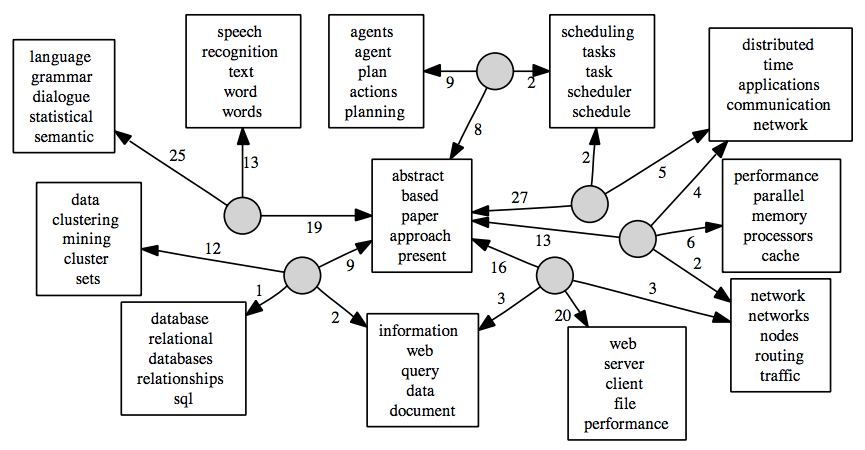 language
grammar
dialogue
statistical
semantic
speech
recognition
text
word
words
agents
agent
plan
actions
planning
scheduling
tasks
task
scheduler
schedule
distributed
time
applications
communication
network
9
2
8
25
13
19
2
5
27
4
13
6
2
abstract
based
paper
approach
present
performance
parallel
memory
processors
cache
data
clustering
mining
cluster
sets
12
9
1
2
16
3
20
3
database
relational
databases
relationships
sql
information
web
query
data
document
web
server
client
file
performance
network
networks
nodes
routing
traffic